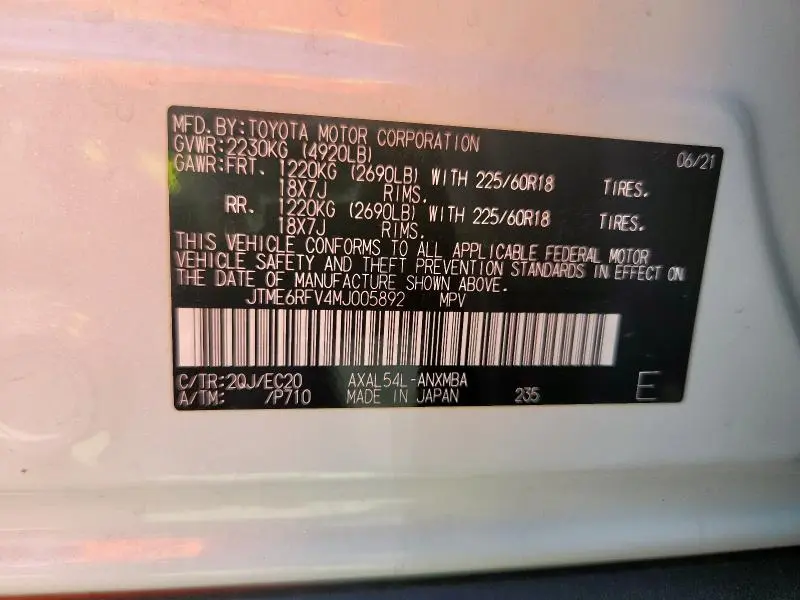 MFD.BY:TOYOTA MOTOR CORPORATION 06/21
GVWR:2230KG (4920LB)
GAWR:FRT. 1220KG (2690LB) WITH 225/60R18 TIRES.
18X7J RIMS.
RR. 1220KG (2690LB) WITH 225/60R18 TIRES.
18X7J RIMS.
THIS VEHICLE CONFORMS TO ALL APPLICABLE FEDERAL MOTOR
VEHICLE SAFETY AND THEFT PREVENTION STANDARDS IN EFFECT ON
THE DATE OF MANUFACTURE SHOWN ABOVE.
JTME6RFV4MJ005892 MPV
C/TR:2QJ/EC20 AXAL54L-ANXMBA
A/TM: /P710 MADE IN JAPAN 235 E